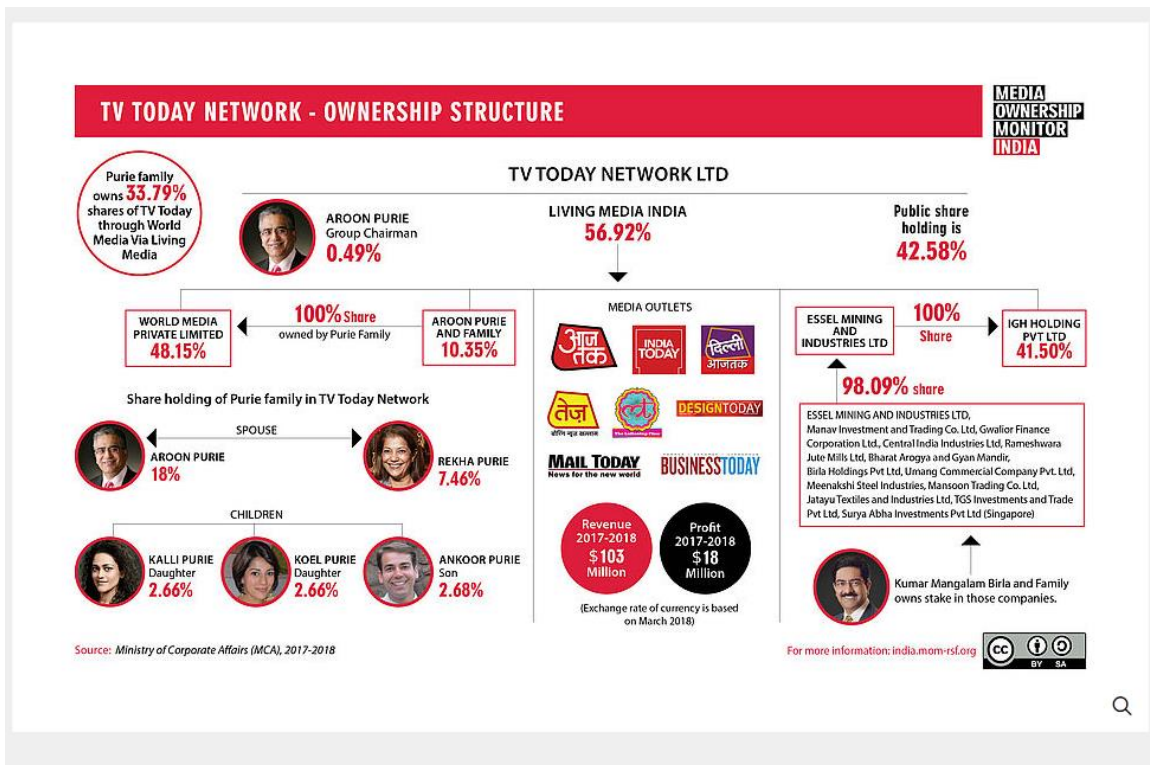 TV TODAY NETWORK - OWNERSHIP STRUCTURE
MEDIA
OWNERSHIP
MONITOR
INDIA
Purie family
owns 33.79%
shares of TV Today
through World
Media Via Living
Media
TV TODAY NETWORK LTD
AROON PURIE
Group Chairman
0.49%
LIVING MEDIA INDIA
56.92%
Public share
holding is
42.58%
WORLD MEDIA
PRIVATE LIMITED
48.15%
100% Share
owned by Purie Family
AROON PURIE
AND FAMILY
10.35%
Share holding of Purie family in TV Today Network
SPOUSE
AROON PURIE
18%
REKHA PURIE
7.46%
CHILDREN
KALLI PURIE
Daughter
2.66%
KOEL PURIE
Daughter
2.66%
ANKOOR PURIE
Son
2.68%
MEDIA OUTLETS
आज
तक
INDIA
TODAY
दिल्ली
आजतक
तेज़
DESIGNTODAY
MAIL TODAY
News for the new world
BUSINESSTODAY
Revenue
2017-2018
$103
Million
Profit
2017-2018
$18
Million
(Exchange rate of currency is based
on March 2018)
ESSEL MINING
AND
INDUSTRIES LTD
100%
Share
IGH HOLDING
PVT LTD
41.50%
98.09% share
ESSEL MINING AND INDUSTRIES LTD,
Manav Investment and Trading Co. Ltd, Gwalior Finance
Corporation Ltd., Central India Industries Ltd, Rameshwara
Jute Mills Ltd, Bharat Arogya and Gyan Mandir,
Birla Holdings Pvt Ltd, Umang Commercial Company Pvt. Ltd,
Meenakshi Steel Industries, Mansoon Trading Co. Ltd,
Jatayu Textiles and Industries Ltd, TGS Investments and Trade
Pvt Ltd, Surya Abha Investments Pvt Ltd (Singapore)
Kumar Mangalam Birla and Family
owns stake in those companies.
Source: Ministry of Corporate Affairs (MCA), 2017-2018
For more information: india.mom-rsf.org
cc
BY SA